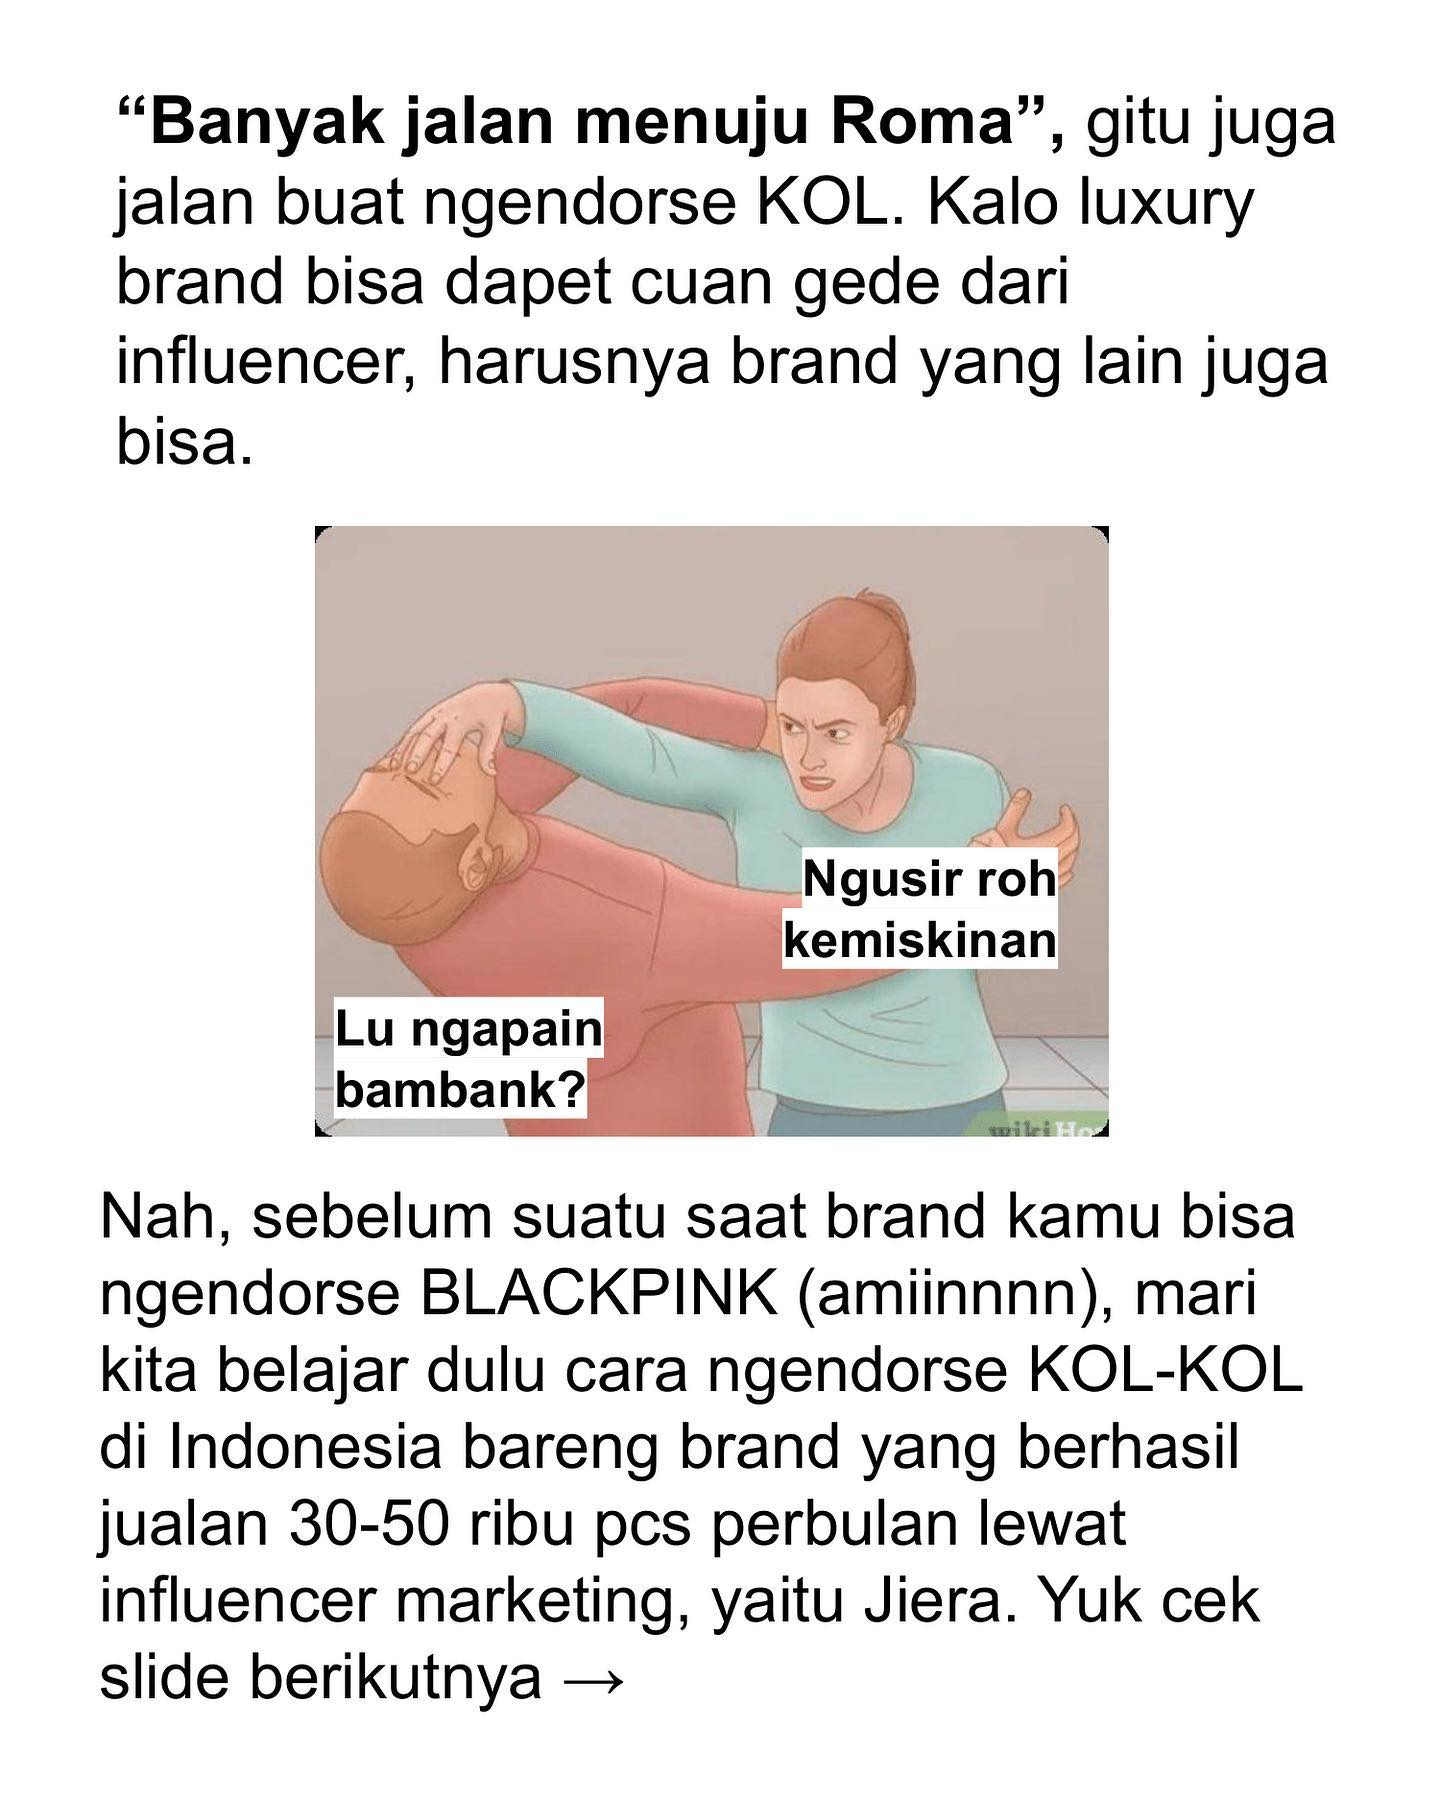 “Banyak jalan menuju Roma”, gitu juga
jalan buat ngendorse KOL. Kalo luxury
brand bisa dapet cuan gede dari
influencer, harusnya brand yang lain juga
bisa.
Ngusir roh
kemiskinan
Lu ngapain
bambank?
wikiHo
Nah, sebelum suatu saat brand kamu bisa
ngendorse BLACKPINK (amiinnnn), mari
kita belajar dulu cara ngendorse KOL-KOL
di Indonesia bareng brand yang berhasil
jualan 30-50 ribu pcs perbulan lewat
influencer marketing, yaitu Jiera. Yuk cek
slide berikutnya →